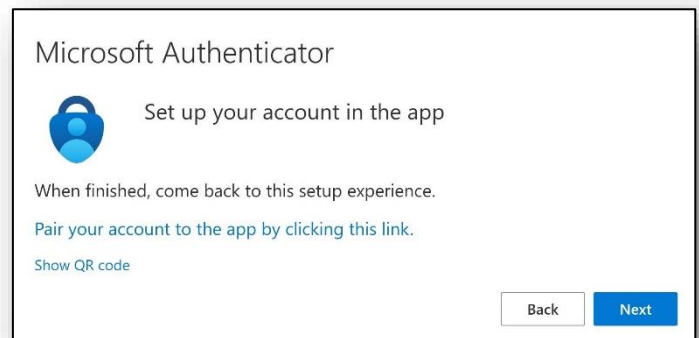 Microsoft Authenticator
Set up your account in the app
When finished, come back to this setup experience.
Pair your account to the app by clicking this link.
Show QR code
Back Next